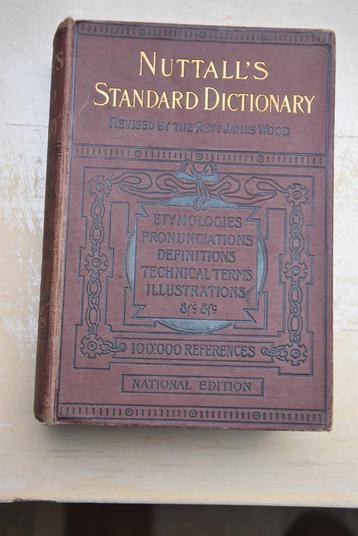 NUTTALL'S
STANDARD DICTIONARY
REVISED BY THE REVD JAMES WOOD
ETYMOLOGIES
PRONUNCIATIONS
DEFINITIONS
TECHNICAL TERMS
ILLUSTRATIONS
&c &c
100'000 REFERENCES
NATIONAL EDITION